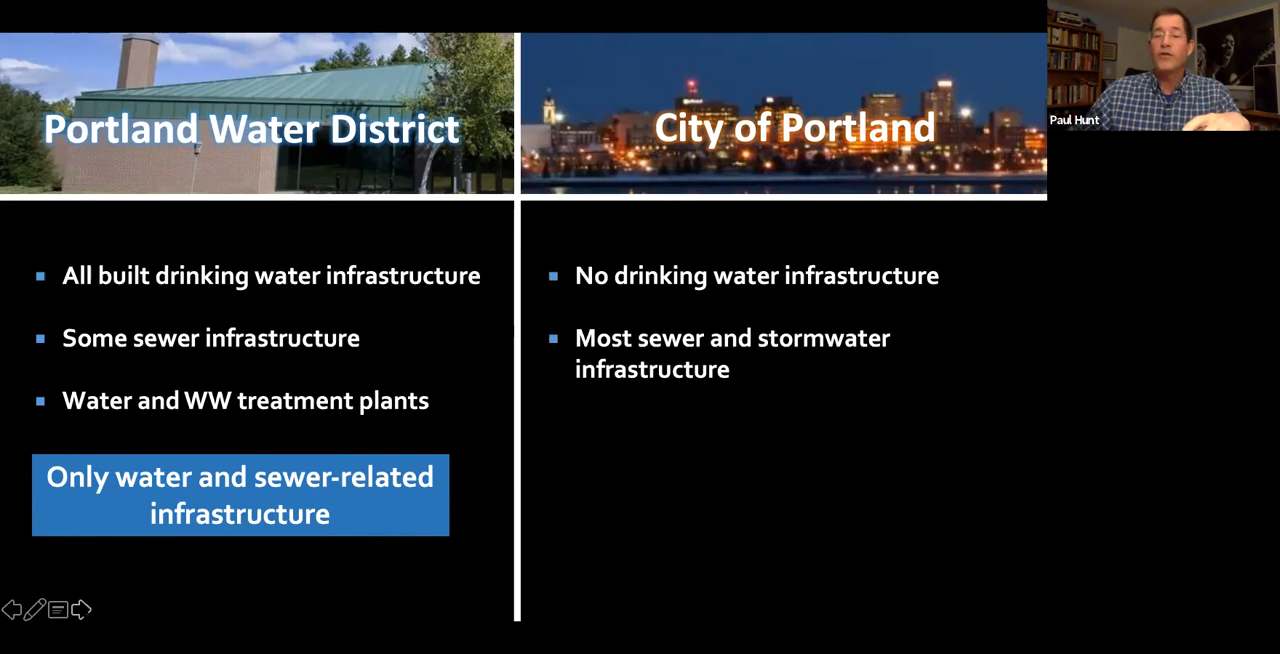 Portland Water District
City of Portland
Paul Hunt
All built drinking water infrastructure
Some sewer infrastructure
Water and WW treatment plants
Only water and sewer-related
infrastructure
No drinking water infrastructure
Most sewer and stormwater
infrastructure